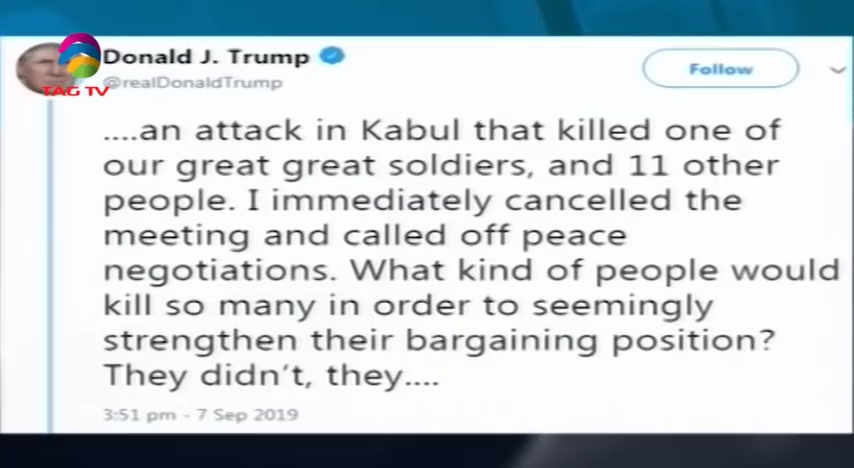 Donald J. Trump
TAG TV
@realDonaldTrump
Follow
....an attack in Kabul that killed one of
our great great soldiers, and 11 other
people. I immediately cancelled the
meeting and called off peace
negotiations. What kind of people would
kill so many in order to seemingly
strengthen their bargaining position?
They didn't, they....
3:51 pm - 7 Sep 2019